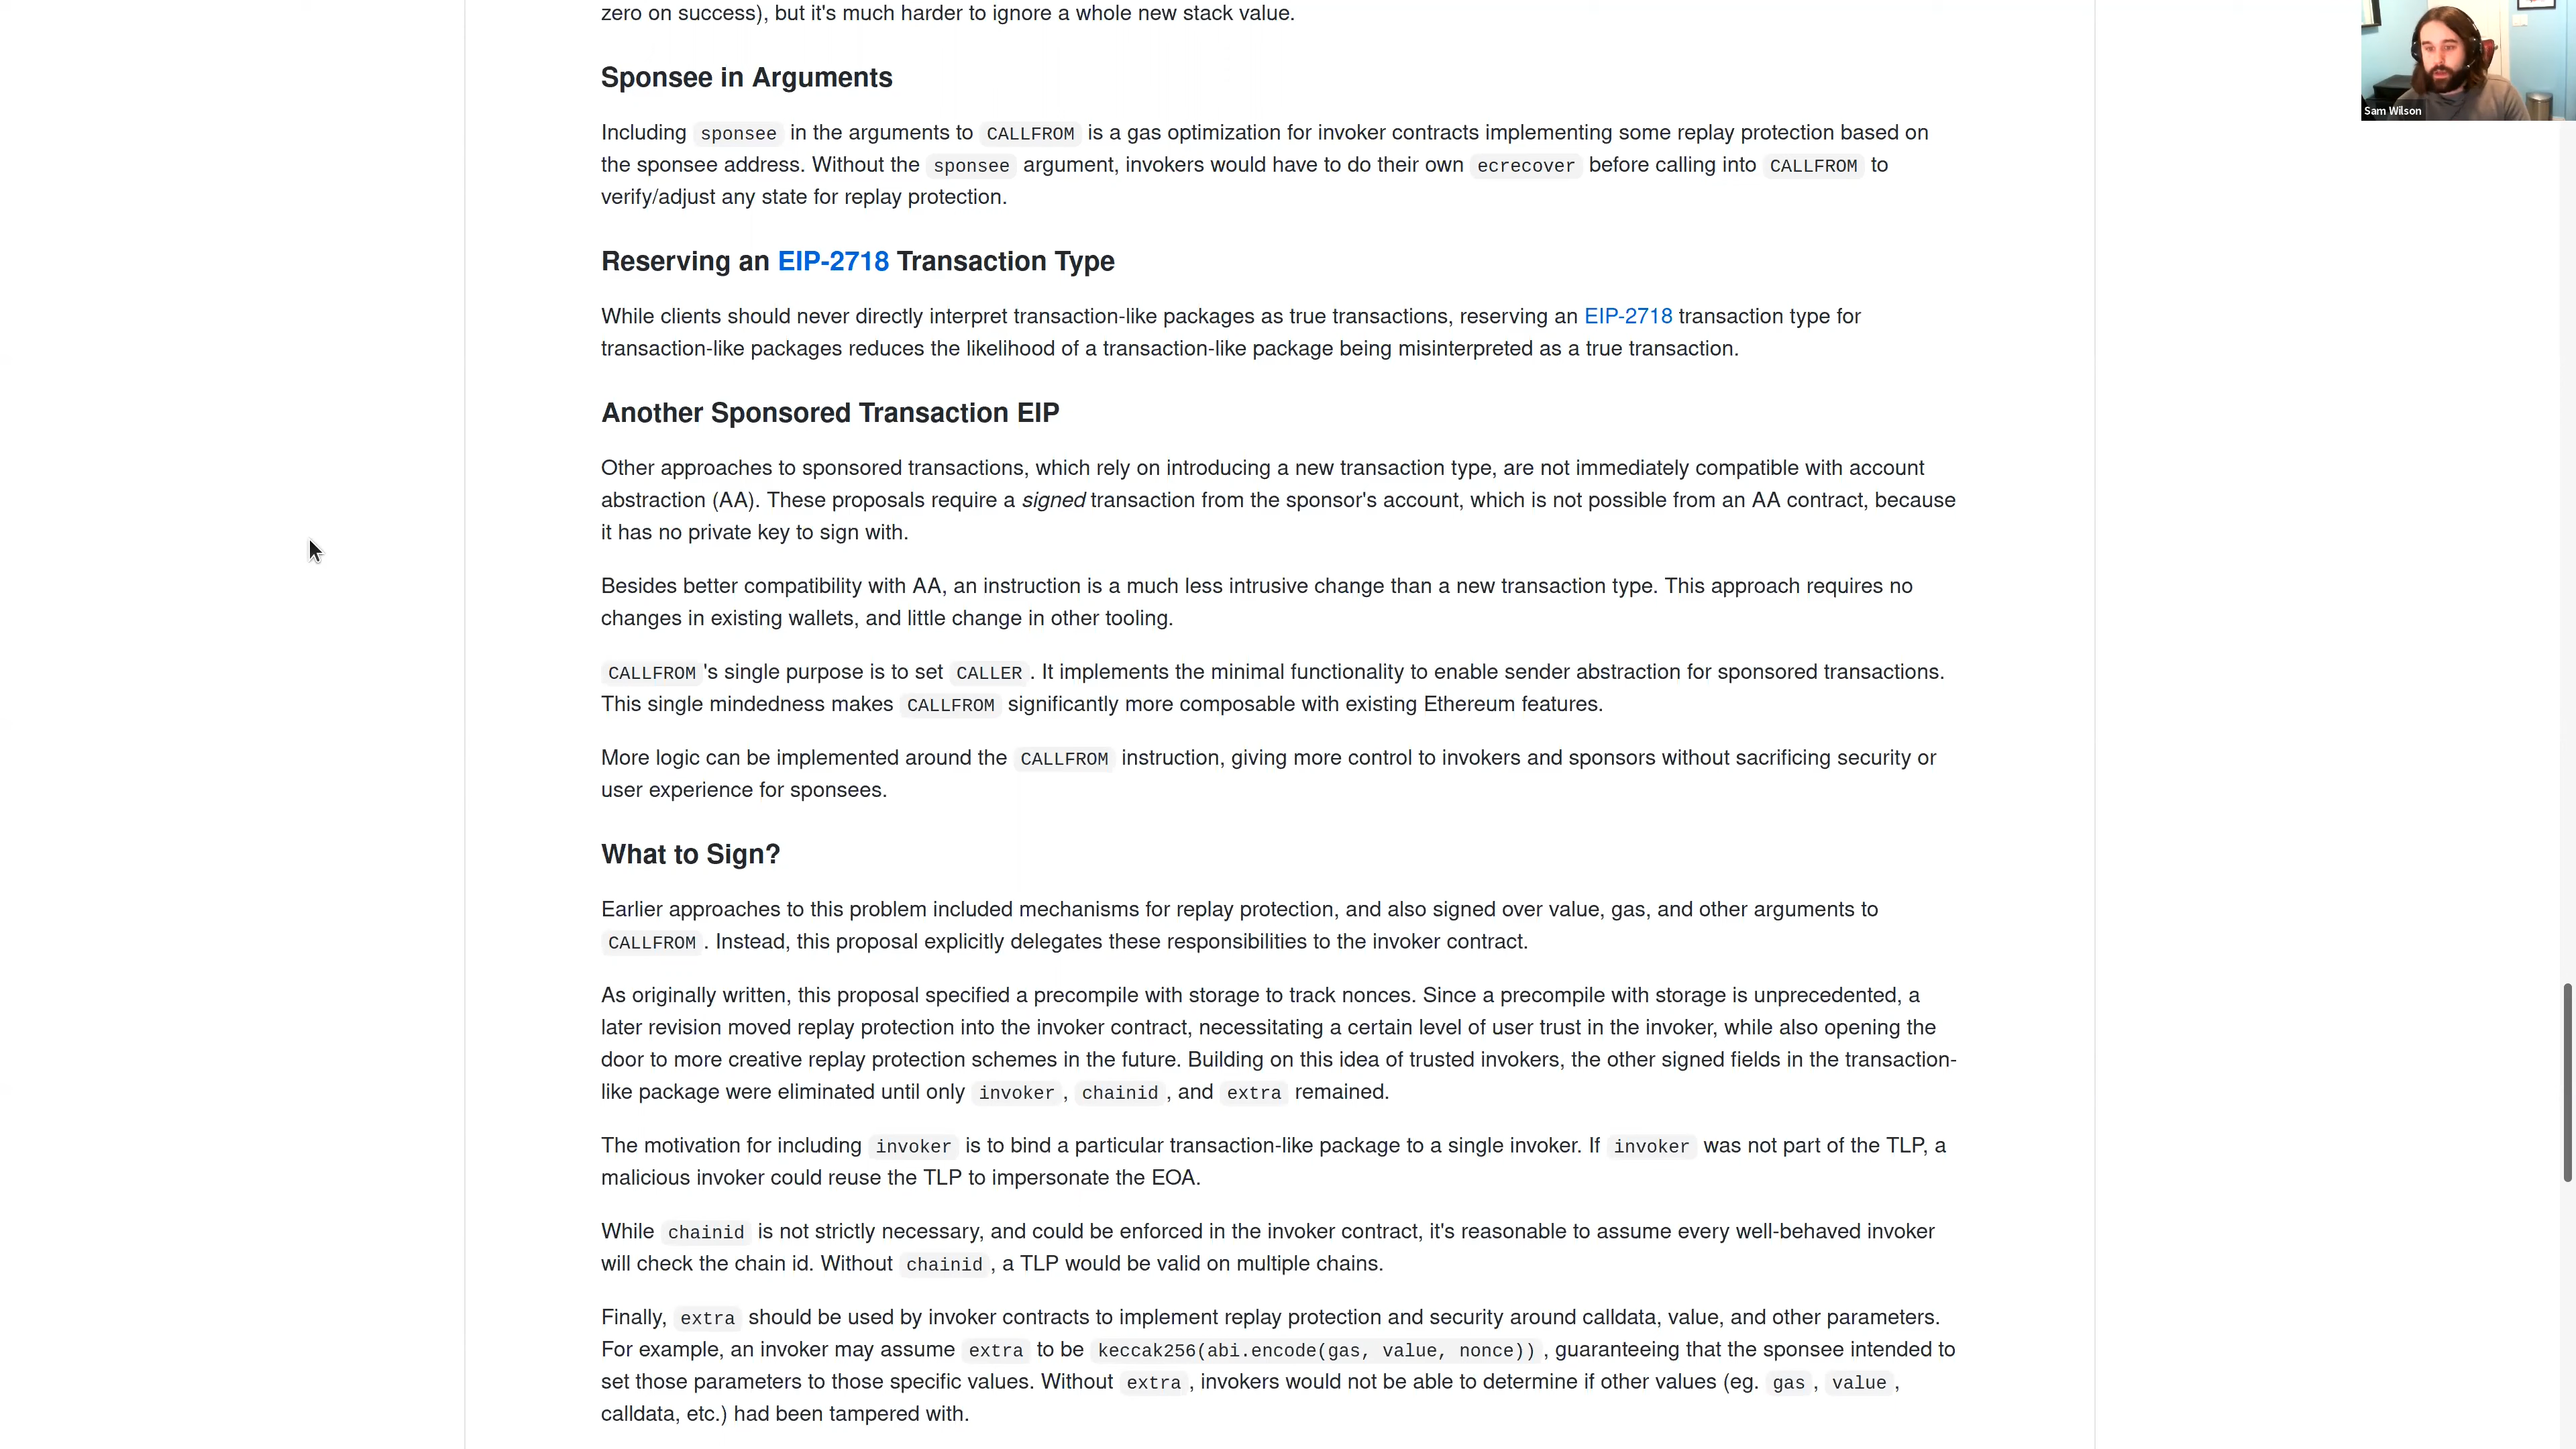 zero on success), but it's much harder to ignore a whole new stack value.
Sponsee in Arguments
Including sponsee in the arguments to CALLFROM is a gas optimization for invoker contracts implementing some replay protection based on
the sponsee address. Without the sponsee argument, invokers would have to do their own ecrecover before calling into CALLFROM to
verify/adjust any state for replay protection.
Reserving an EIP-2718 Transaction Type
While clients should never directly interpret transaction-like packages as true transactions, reserving an EIP-2718 transaction type for
transaction-like packages reduces the likelihood of a transaction-like package being misinterpreted as a true transaction.
Another Sponsored Transaction EIP
Other approaches to sponsored transactions, which rely on introducing a new transaction type, are not immediately compatible with account
abstraction (AA). These proposals require a signed transaction from the sponsor's account, which is not possible from an AA contract, because
it has no private key to sign with.
Besides better compatibility with AA, an instruction is a much less intrusive change than a new transaction type. This approach requires no
changes in existing wallets, and little change in other tooling.
CALLFROM's single purpose is to set CALLER. It implements the minimal functionality to enable sender abstraction for sponsored transactions.
This single mindedness makes CALLFROM significantly more composable with existing Ethereum features.
More logic can be implemented around the CALLFROM instruction, giving more control to invokers and sponsors without sacrificing security or
user experience for sponsees.
What to Sign?
Earlier approaches to this problem included mechanisms for replay protection, and also signed over value, gas, and other arguments to
CALLFROM. Instead, this proposal explicitly delegates these responsibilities to the invoker contract.
As originally written, this proposal specified a precompile with storage to track nonces. Since a precompile with storage is unprecedented, a
later revision moved replay protection into the invoker contract, necessitating a certain level of user trust in the invoker, while also opening the
door to more creative replay protection schemes in the future. Building on this idea of trusted invokers, the other signed fields in the transaction-
like package were eliminated until only invoker, chainid, and extra remained.
The motivation for including invoker is to bind a particular transaction-like package to a single invoker. If invoker was not part of the TLP, a
malicious invoker could reuse the TLP to impersonate the EOA.
While chainid is not strictly necessary, and could be enforced in the invoker contract, it's reasonable to assume every well-behaved invoker
will check the chain id. Without chainid, a TLP would be valid on multiple chains.
Finally, extra should be used by invoker contracts to implement replay protection and security around calldata, value, and other parameters.
For example, an invoker may assume extra to be keccak256(abi.encode(gas, value, nonce)), guaranteeing that the sponsee intended to
set those parameters to those specific values. Without extra, invokers would not be able to determine if other values (eg. gas, value,
calldata, etc.) had been tampered with.
Sam Wilson